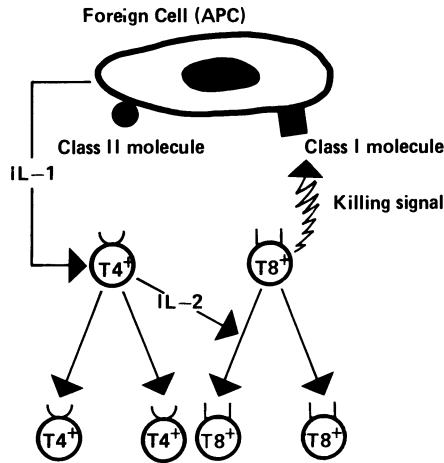 Foreign Cell (APC)
Class II molecule
Class I molecule
IL-1
Killing signal
T4+
T8+
IL-2
T4+
T4+
T8+
T8+